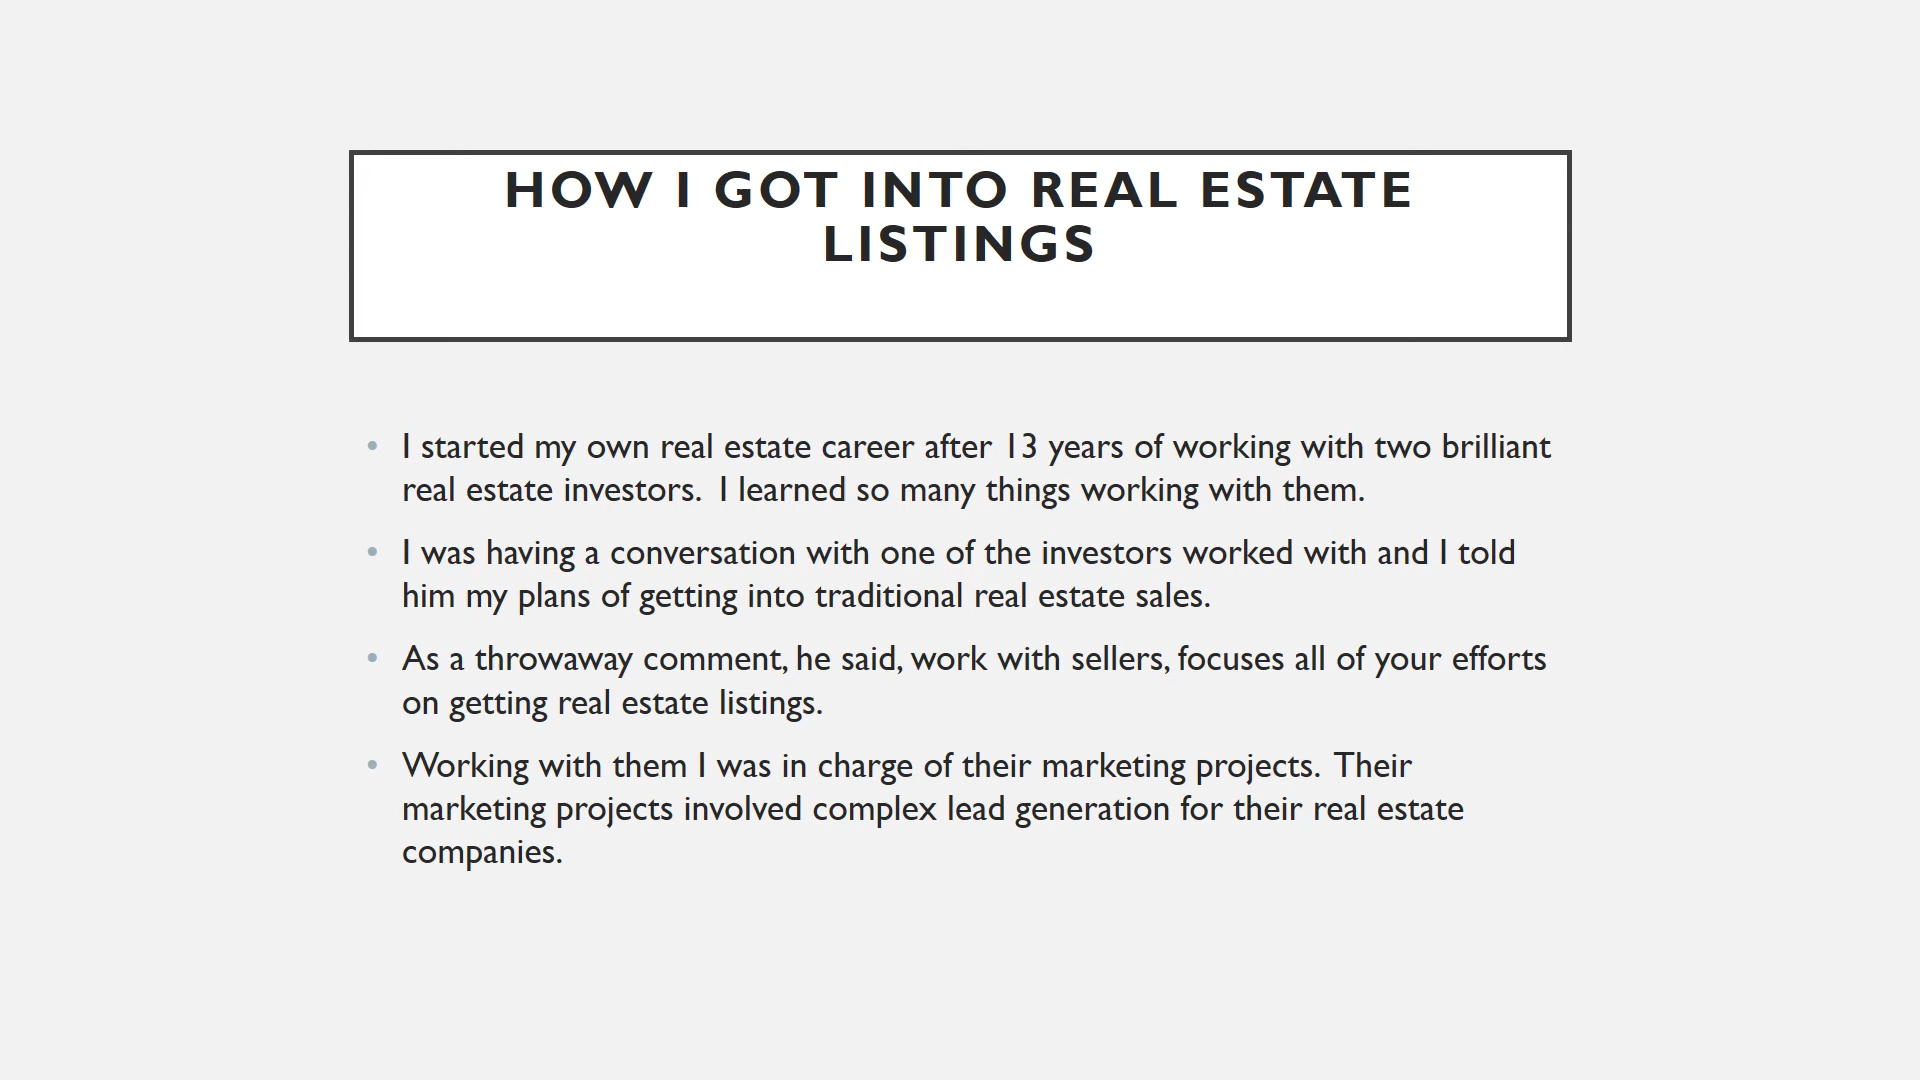 HOW I GOT INTO REAL ESTATE
LISTINGS
• I started my own real estate career after 13 years of working with two brilliant
real estate investors.  I learned so many things working with them.
• I was having a conversation with one of the investors worked with and I told
him my plans of getting into traditional real estate sales.
• As a throwaway comment, he said, work with sellers, focuses all of your efforts
on getting real estate listings.
• Working with them I was in charge of their marketing projects.  Their
marketing projects involved complex lead generation for their real estate
companies.